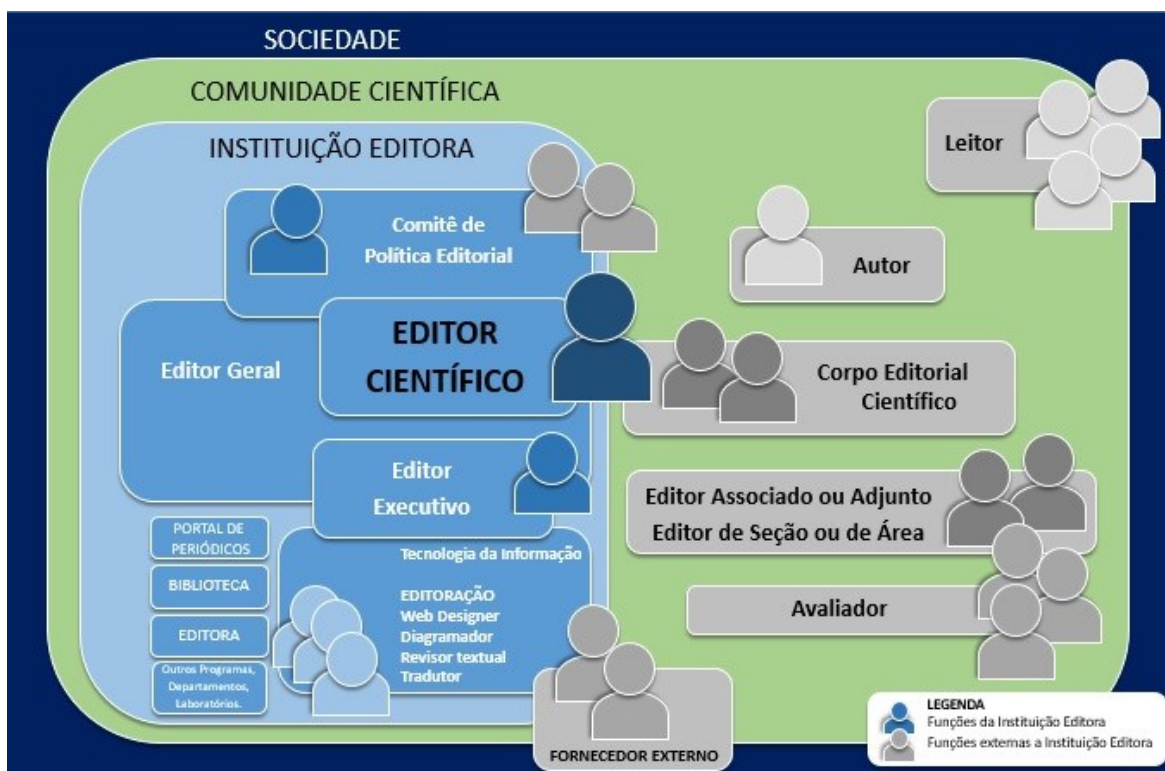 SOCIEDADE
COMUNIDADE CIENTÍFICA
INSTITUIÇÃO EDITORA
Comitê de
Política Editorial
Editor Geral
EDITOR
CIENTÍFICO
Editor
Executivo
PORTAL DE
PERIÓDICOS
BIBLIOTECA
EDITORA
Outros Programas,
Departamentos,
Laboratórios.
Tecnologia da Informação
EDITORAÇÃO
Web Designer
Diagramador
Revisor textual
Tradutor
FORNECEDOR EXTERNO
Leitor
Autor
Corpo Editorial
Científico
Editor Associado ou Adjunto
Editor de Seção ou de Área
Avaliador
LEGENDA
Funções da Instituição Editora
Funções externas a Instituição Editora